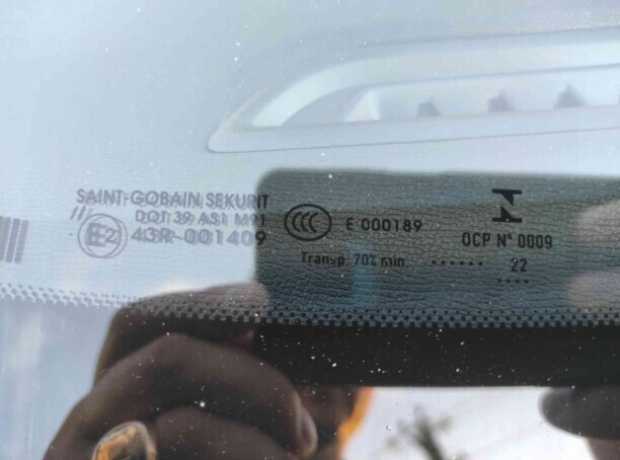 SAINT-GOBAIN SEKURIT
DOT 39 AS1 M91
E2 43R-001409
CCC E 000189
Transp. 70% min.
OCP N° 0009
22